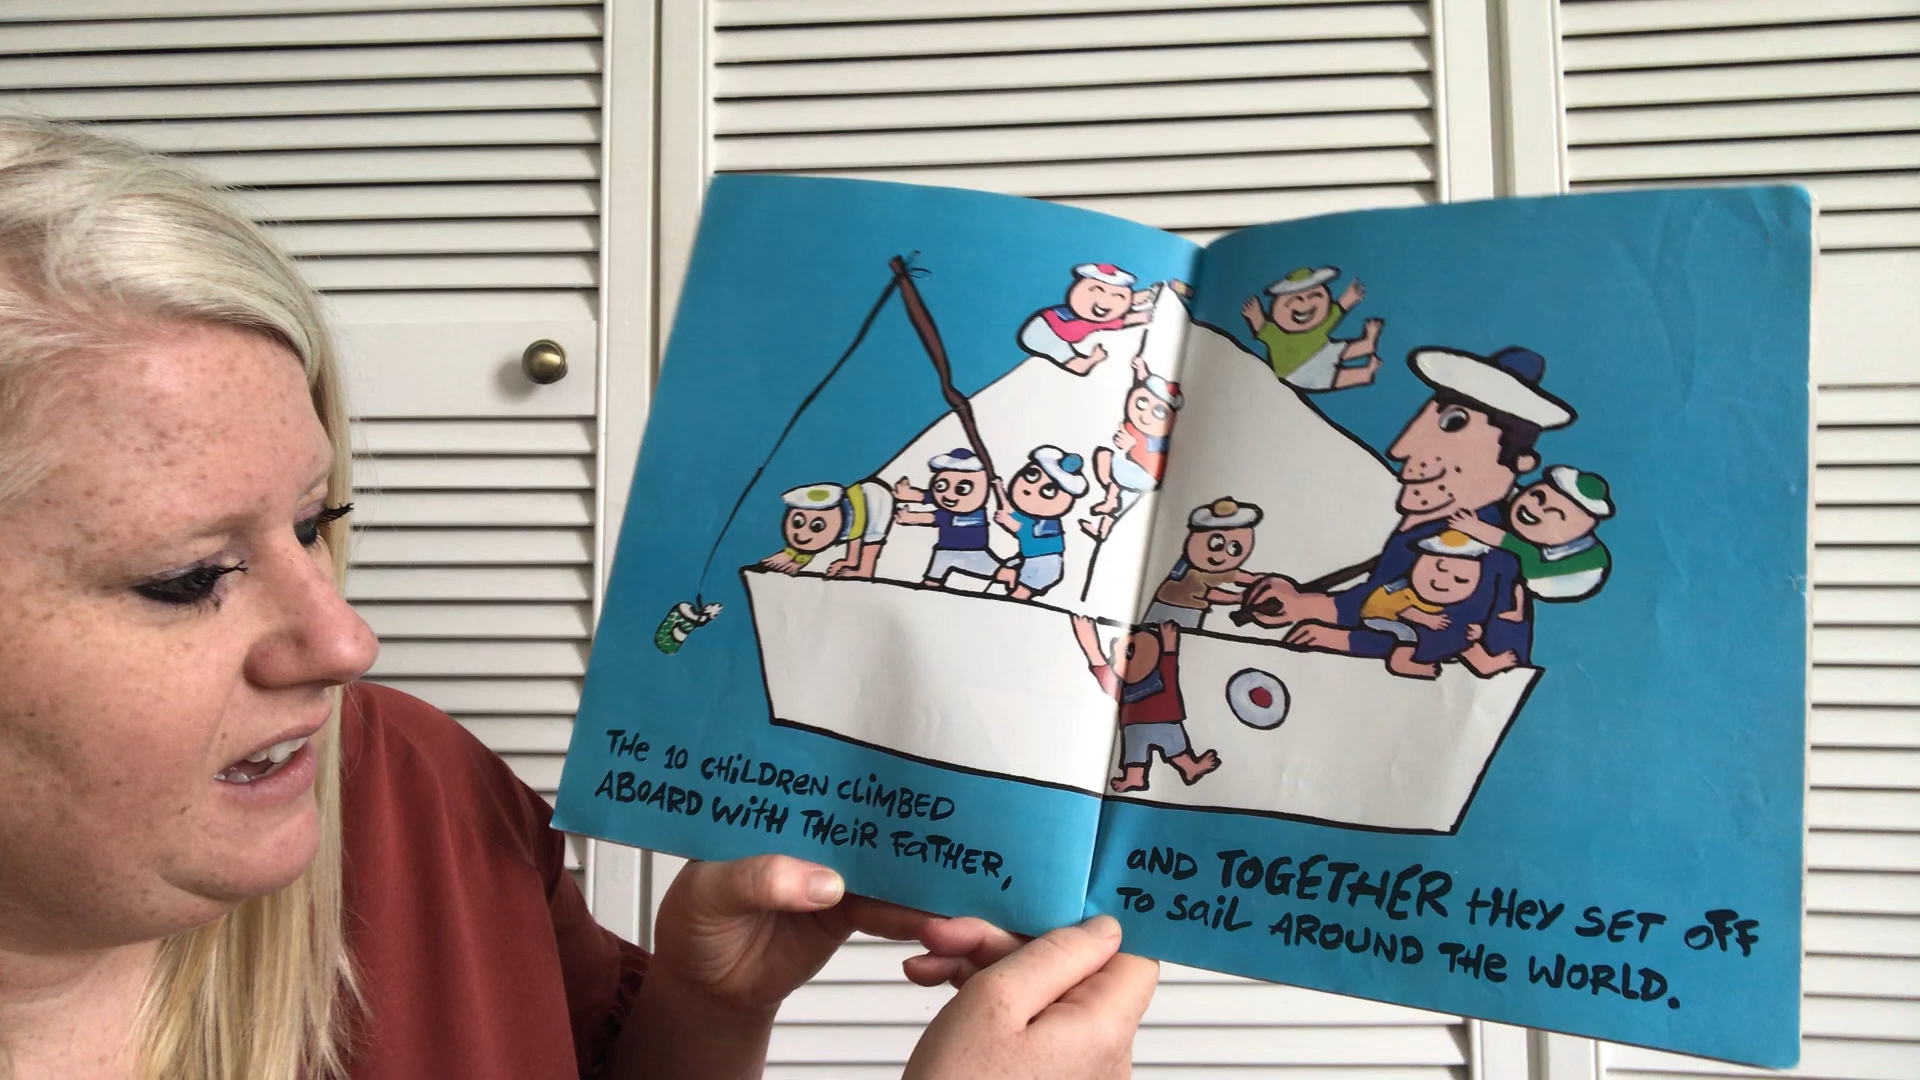 THe 10 CHiLDReN CLiMBED
ABOARD WitH THeiR FaTHER,
aND TOGETHER tHey SET OFF
To SaiL AROUND THe WORLD.